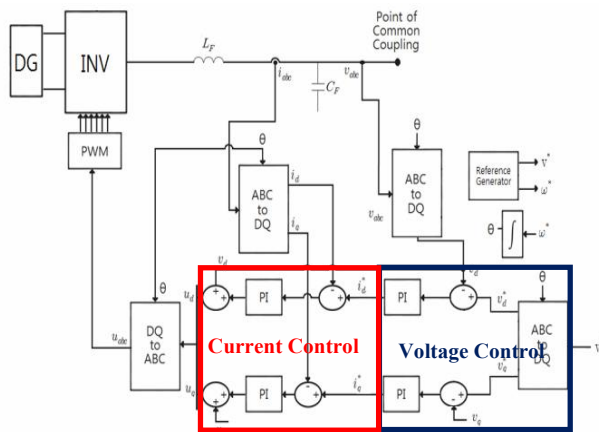 Point of
Common
Coupling
DG
INV
L_F
i_abc
v_abc
C_F
PWM
θ
θ
ABC
to
DQ
i_d
i_q
v_abc
ABC
to
DQ
Reference
Generator
v*
ω*
θ
∫
ω*
θ
v_d
v_d
θ
u_d
PI
i_d*
PI
v_d*
DQ
to
ABC
u_abc
Current Control
Voltage Control
ABC
to
DQ
v_q*
u_q
PI
i_q*
PI
v_q